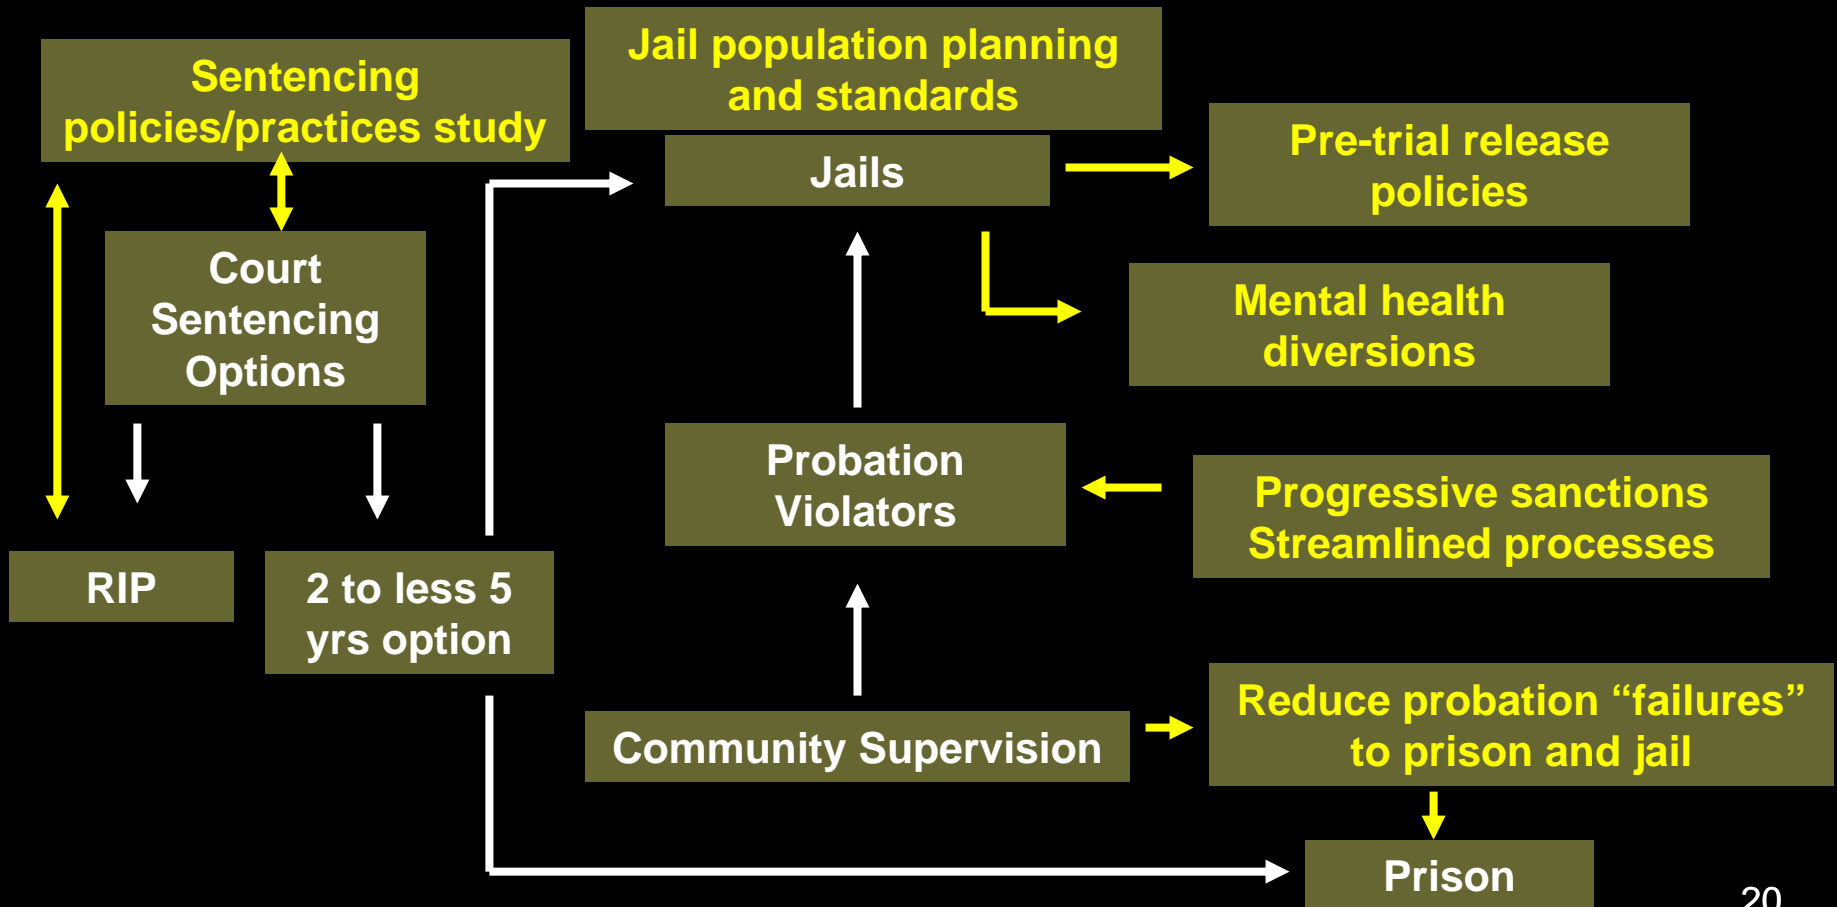 Sentencing
policies/practices study
Jail population planning
and standards
Jails
Pre-trial release
policies
Court
Sentencing
Options
Mental health
diversions
Probation
Violators
Progressive sanctions
Streamlined processes
RIP
2 to less 5
yrs option
Community Supervision
Reduce probation “failures”
to prison and jail
Prison
20